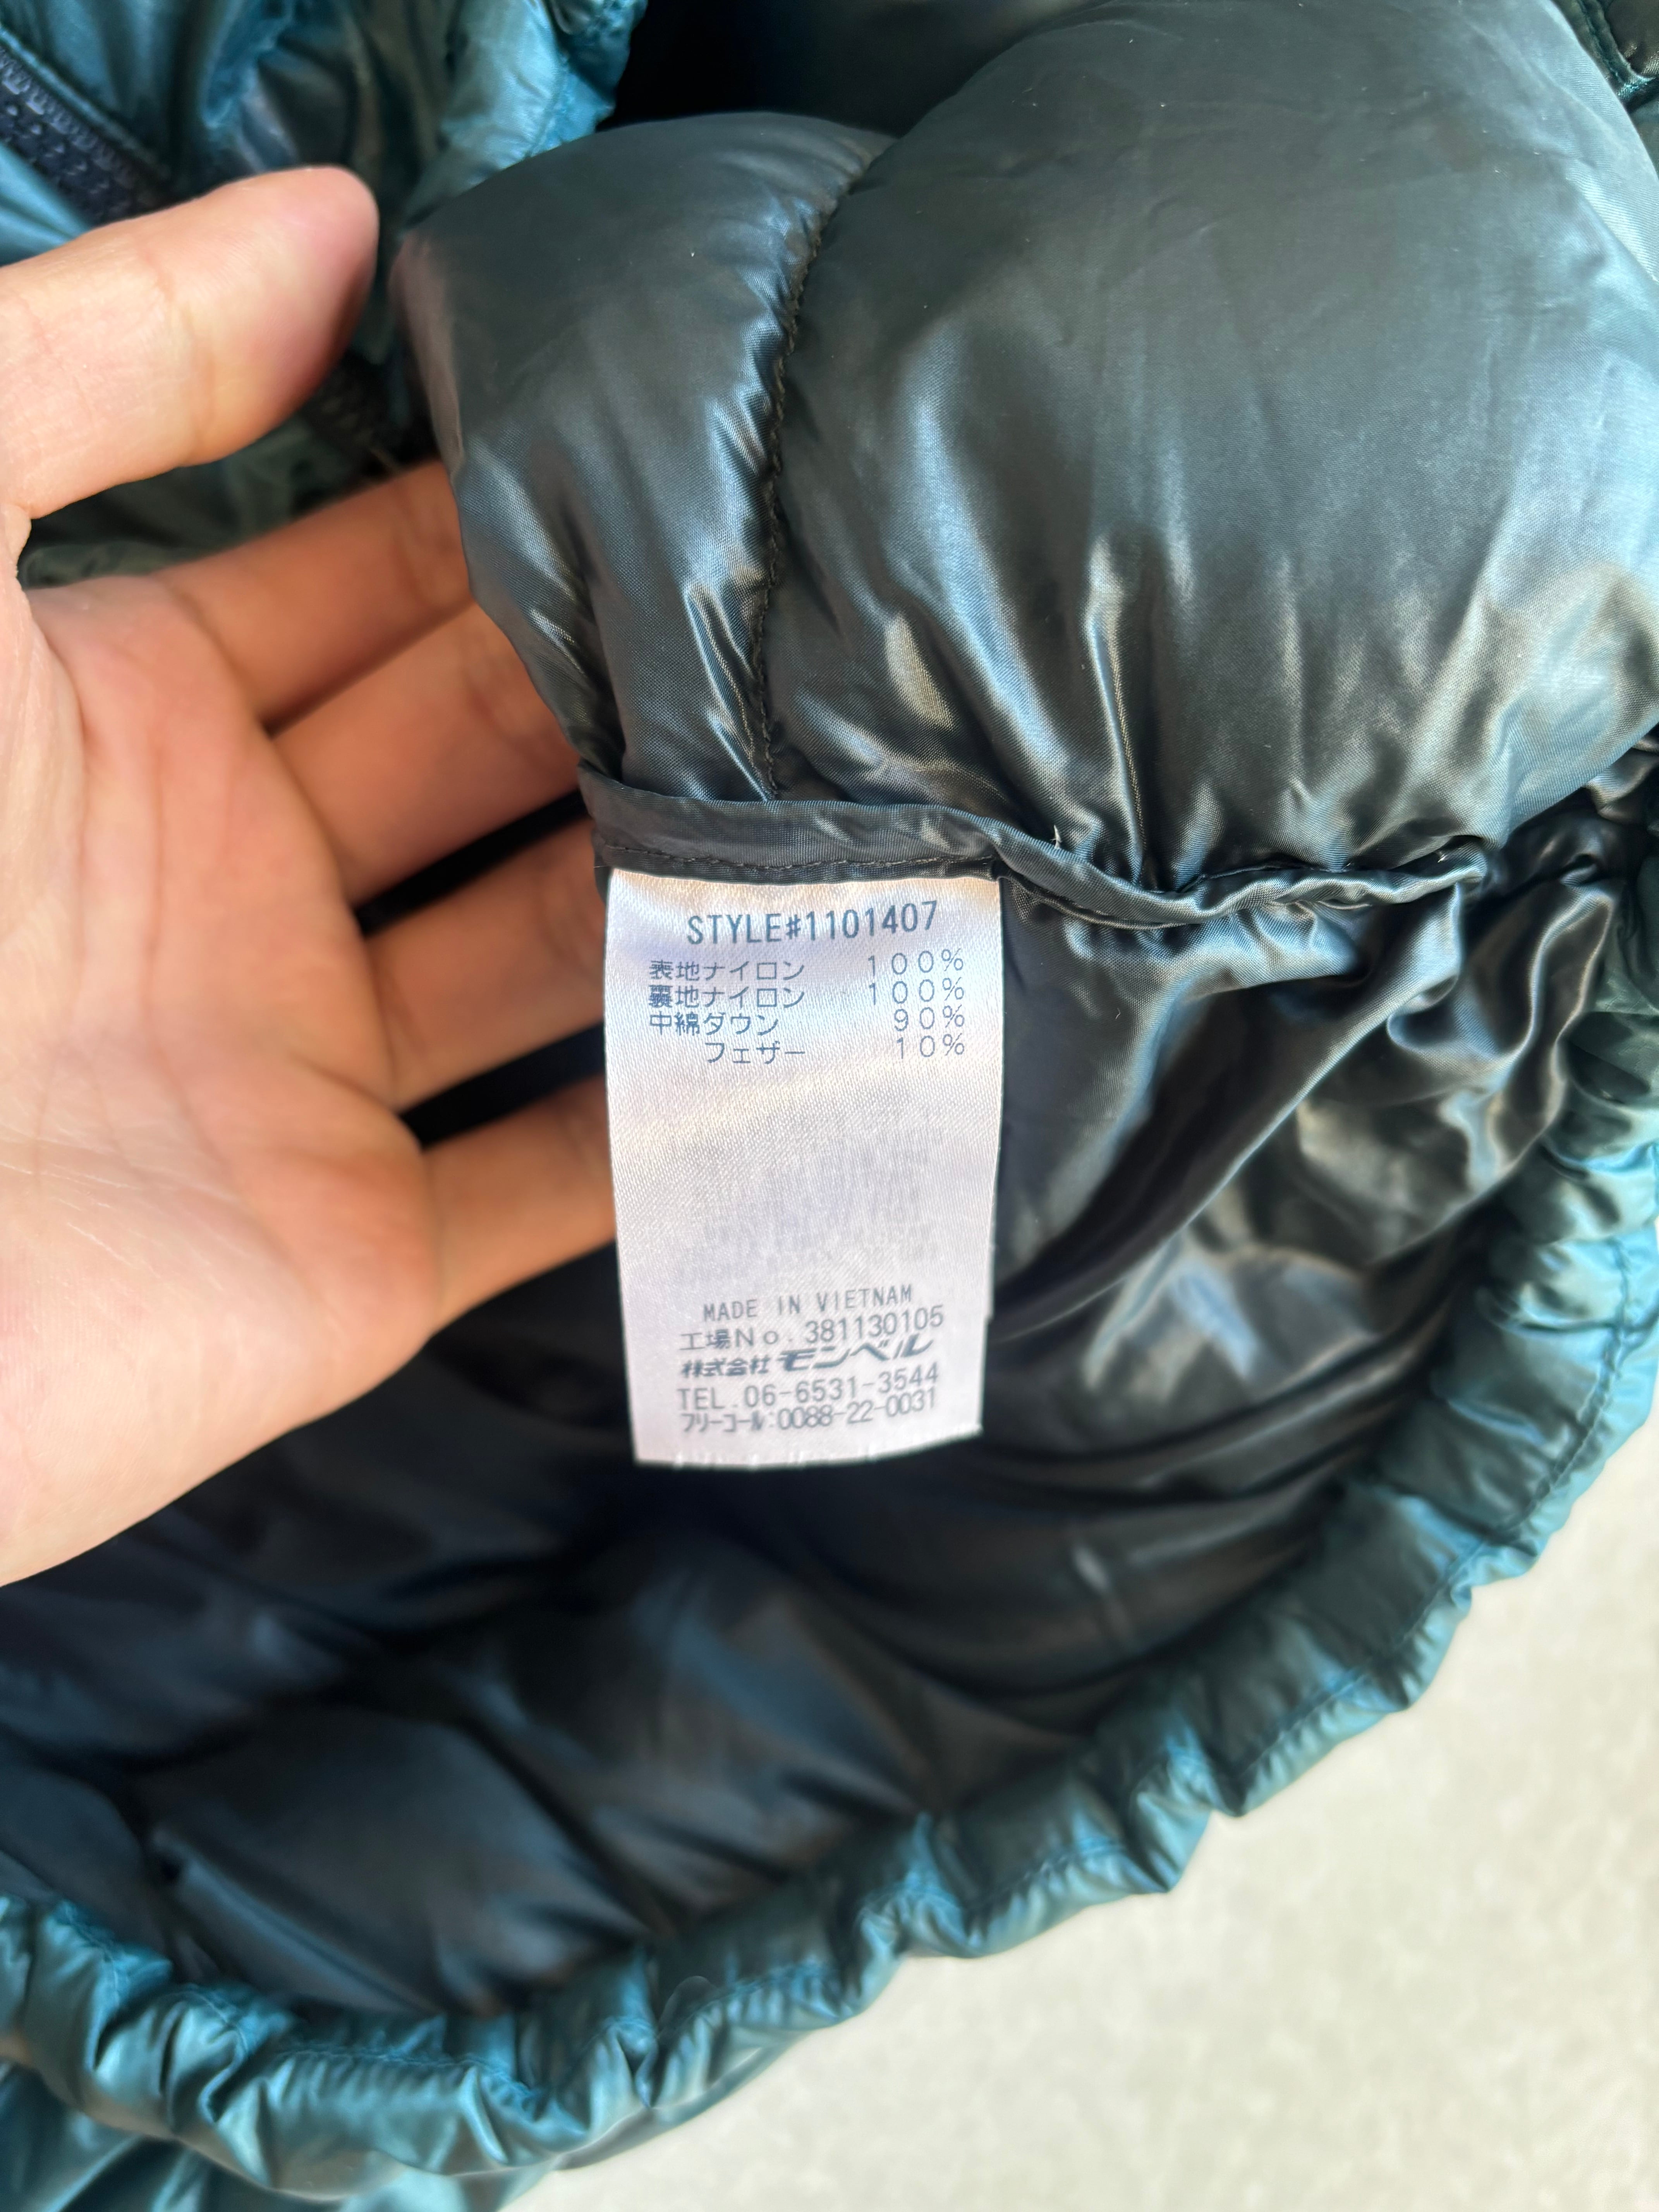 STYLE#1101407
表地ナイロン 100%
裏地ナイロン 100%
中綿ダウン 90%
フェザー 10%
MADE IN VIETNAM
工場No.381130105
株式会社モンベル
TEL.06-6531-3544
フリーコール:0088-22-0031